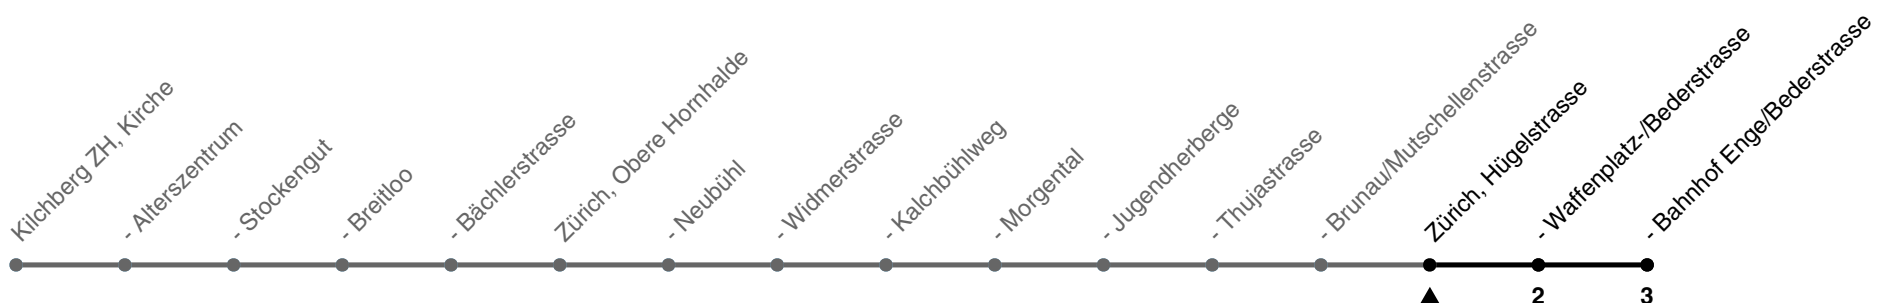 Kilchberg ZH, Kirche
- Alterszentrum
- Stockengut
- Breitloo
- Bächlerstrasse
Zürich, Obere Hornhalde
- Neubühl
- Widmerstrasse
- Kalchbühlweg
- Morgental
- Jugendherberge
- Thujastrasse
- Brunau/Mutschellenstrasse
Zürich, Hügelstrasse
- Waffenplatz-/Bederstrasse
- Bahnhof Enge/Bederstrasse
2
3